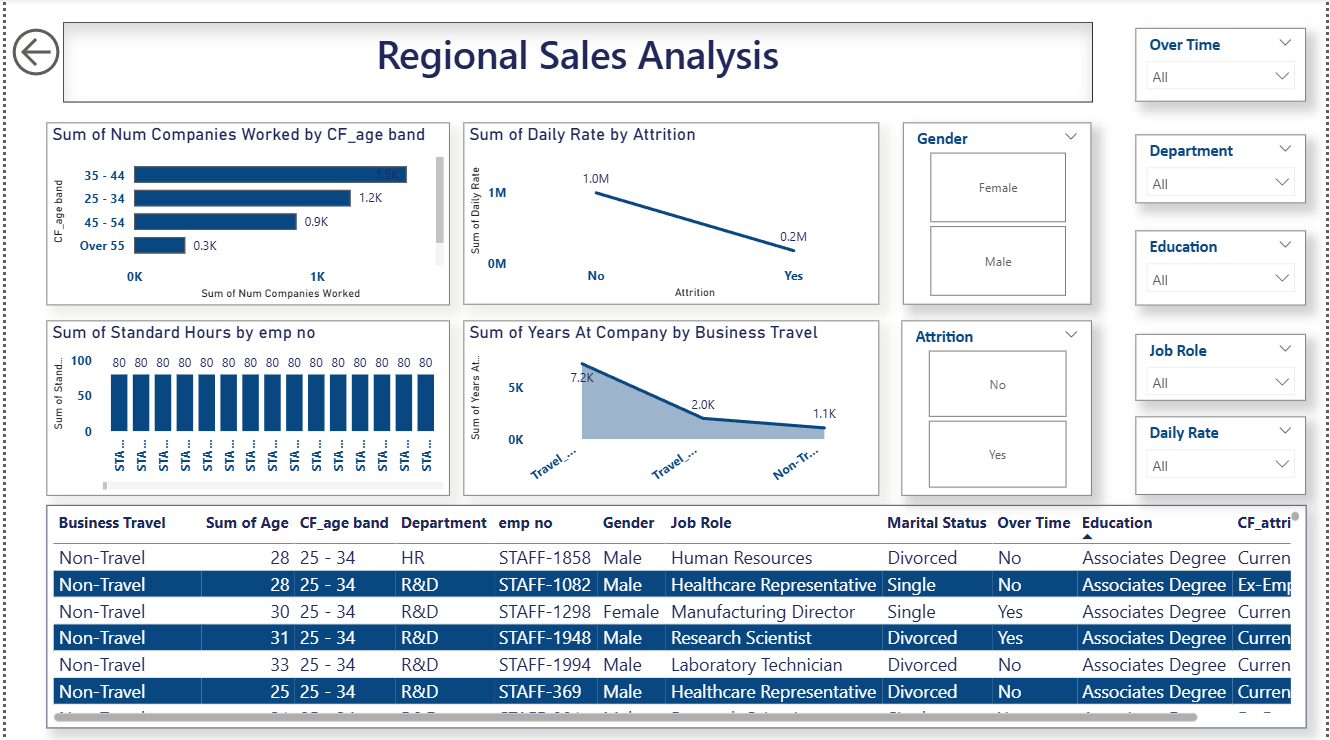 Regional Sales Analysis
Over Time
All
Sum of Num Companies Worked by CF_age band
CF_age band
35 - 44
1.5K
25 - 34
1.2K
45 - 54
0.9K
Over 55
0.3K
0K
1K
Sum of Num Companies Worked
Sum of Daily Rate by Attrition
Sum of Daily Rate
1M
0M
1.0M
0.2M
No
Yes
Attrition
Gender
Female
Male
Department
All
Education
All
Sum of Standard Hours by emp no
Sum of Stand...
100
50
0
80 80 80 80 80 80 80 80 80 80 80 80 80 80 80
STA... STA... STA... STA... STA... STA... STA... STA... STA... STA... STA... STA... STA... STA... STA...
Sum of Years At Company by Business Travel
Sum of Years At...
5K
0K
7.2K
2.0K
1.1K
Travel_...
Travel_...
Non-Tr...
Attrition
No
Yes
Job Role
All
Daily Rate
All
Business Travel Sum of Age CF_age band Department emp no Gender Job Role Marital Status Over Time Education CF_attri
Non-Travel 28 25 - 34 HR STAFF-1858 Male Human Resources Divorced No Associates Degree Curren
Non-Travel 28 25 - 34 R&D STAFF-1082 Male Healthcare Representative Single No Associates Degree Ex-Emp
Non-Travel 30 25 - 34 R&D STAFF-1298 Female Manufacturing Director Single Yes Associates Degree Curren
Non-Travel 31 25 - 34 R&D STAFF-1948 Male Research Scientist Divorced Yes Associates Degree Curren
Non-Travel 33 25 - 34 R&D STAFF-1994 Male Laboratory Technician Divorced No Associates Degree Curren
Non-Travel 25 25 - 34 R&D STAFF-369 Male Healthcare Representative Divorced No Associates Degree Curren